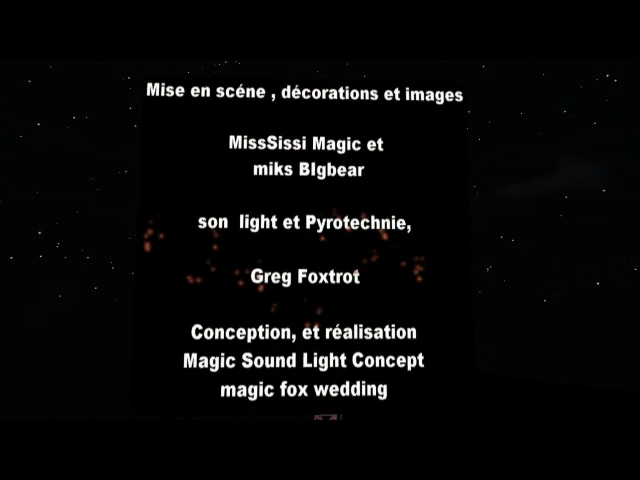 Mise en scéne , décorations et images
MissSissi Magic et
miks BIgbear
son light et Pyrotechnie,
Greg Foxtrot
Conception, et réalisation
Magic Sound Light Concept
magic fox wedding